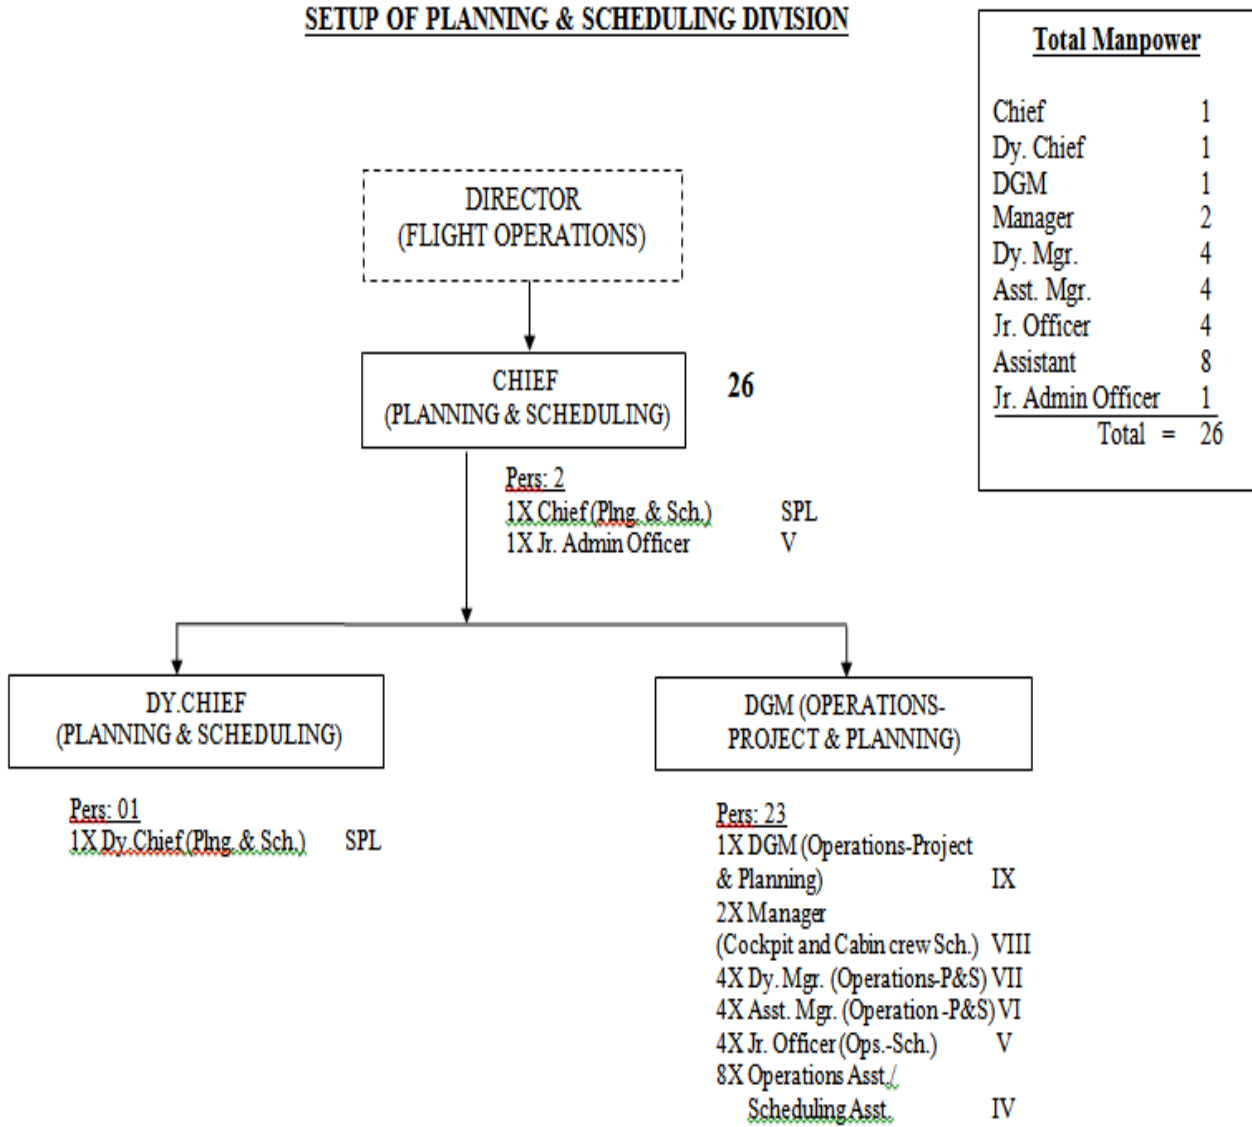 SETUP OF PLANNING & SCHEDULING DIVISION
Total Manpower
Chief 1
Dy. Chief 1
DGM 1
Manager 2
Dy. Mgr. 4
Asst. Mgr. 4
Jr. Officer 4
Assistant 8
Jr. Admin Officer 1
Total = 26
DIRECTOR
(FLIGHT OPERATIONS)
CHIEF
(PLANNING & SCHEDULING)
26
Pers: 2
1X Chief (Plng. & Sch.) SPL
1X Jr. Admin Officer V
DY.CHIEF
(PLANNING & SCHEDULING)
Pers: 01
1X Dy.Chief (Plng. & Sch.) SPL
DGM (OPERATIONS-
PROJECT & PLANNING)
Pers: 23
1X DGM (Operations-Project
& Planning) IX
2X Manager
(Cockpit and Cabin crew Sch.) VIII
4X Dy. Mgr. (Operations-P&S) VII
4X Asst. Mgr. (Operation -P&S) VI
4X Jr. Officer (Ops.-Sch.) V
8X Operations Asst./
Scheduling Asst. IV